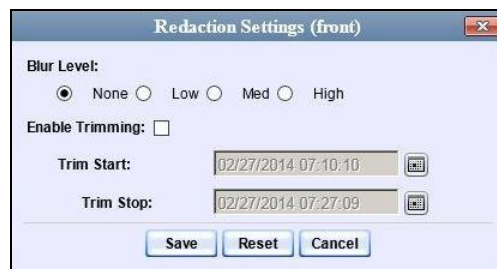 Redaction Settings (front)
Blur Level:
None Low Med High
Enable Trimming:
Trim Start: 02/27/2014 07:10:10
Trim Stop: 02/27/2014 07:27:09
Save Reset Cancel